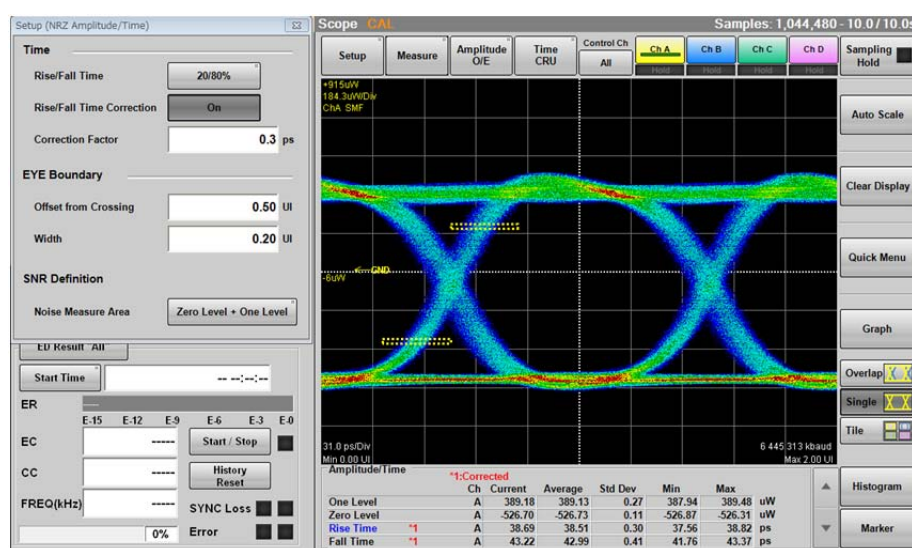 Setup (NRZ Amplitude/Time)
Time
Rise/Fall Time 20/80%
Rise/Fall Time Correction On
Correction Factor 0.3 ps
EYE Boundary
Offset from Crossing 0.50 UI
Width 0.20 UI
SNR Definition
Noise Measure Area Zero Level + One Level
ED Result All
Start Time -- --:--:--
ER
E-15 E-12 E-9 E-6 E-3 E-0
EC ----- Start / Stop
CC ----- History Reset
FREQ(kHz) ----- SYNC Loss
0% Error
Scope CAL Samples: 1,044,480 - 10.0 / 10.0s
Setup Measure Amplitude O/E Time CRU Control Ch All Ch A Ch B Ch C Ch D Sampling Hold
Hold Hold Hold Hold
+915uW
184.3uW/Div
ChA SMF
-6uW
GND
31.0 ps/Div
Min 0.00 UI
6 445 313 kbaud
Max 2.00 UI
Auto Scale
Clear Display
Quick Menu
Graph
Overlap
Single
Tile
Histogram
Marker
Amplitude/Time
*1:Corrected
Ch Current Average Std Dev Min Max
One Level A 389.18 389.13 0.27 387.94 389.48 uW
Zero Level A -526.70 -526.73 0.11 -526.87 -526.31 uW
Rise Time *1 A 38.69 38.51 0.30 37.56 38.82 ps
Fall Time *1 A 43.22 42.99 0.41 41.76 43.37 ps